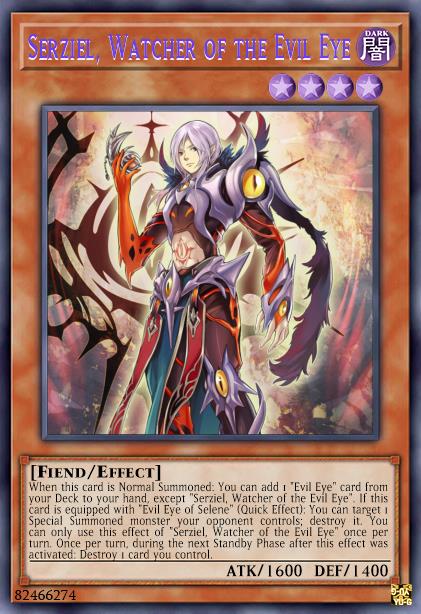 Serziel, Watcher of the Evil Eye
DARK
闇
[Fiend/Effect]
When this card is Normal Summoned: You can add 1 "Evil Eye" card from
your Deck to your hand, except "Serziel, Watcher of the Evil Eye". If this
card is equipped with "Evil Eye of Selene" (Quick Effect): You can target 1
Special Summoned monster your opponent controls; destroy it. You
can only use this effect of "Serziel, Watcher of the Evil Eye" once per
turn. Once per turn, during the next Standby Phase after this effect was
activated: Destroy 1 card you control.
ATK/1600 DEF/1400
82466274